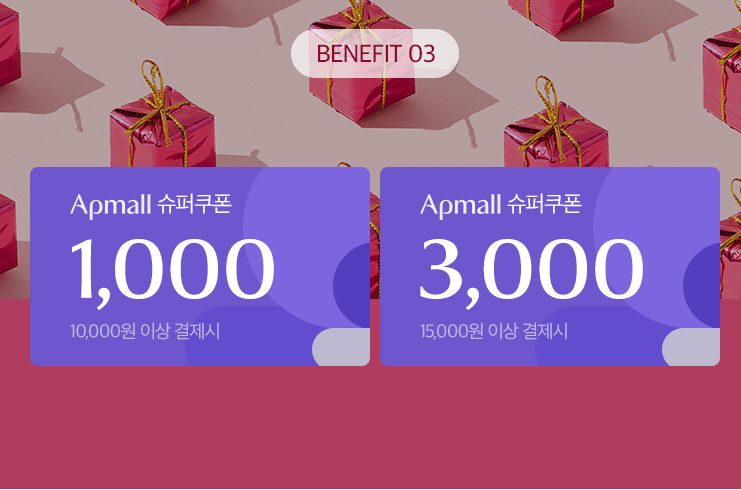 BENEFIT 03
Apmall 슈퍼쿠폰
1,000
10,000원 이상 결제시
Apmall 슈퍼쿠폰
3,000
15,000원 이상 결제시